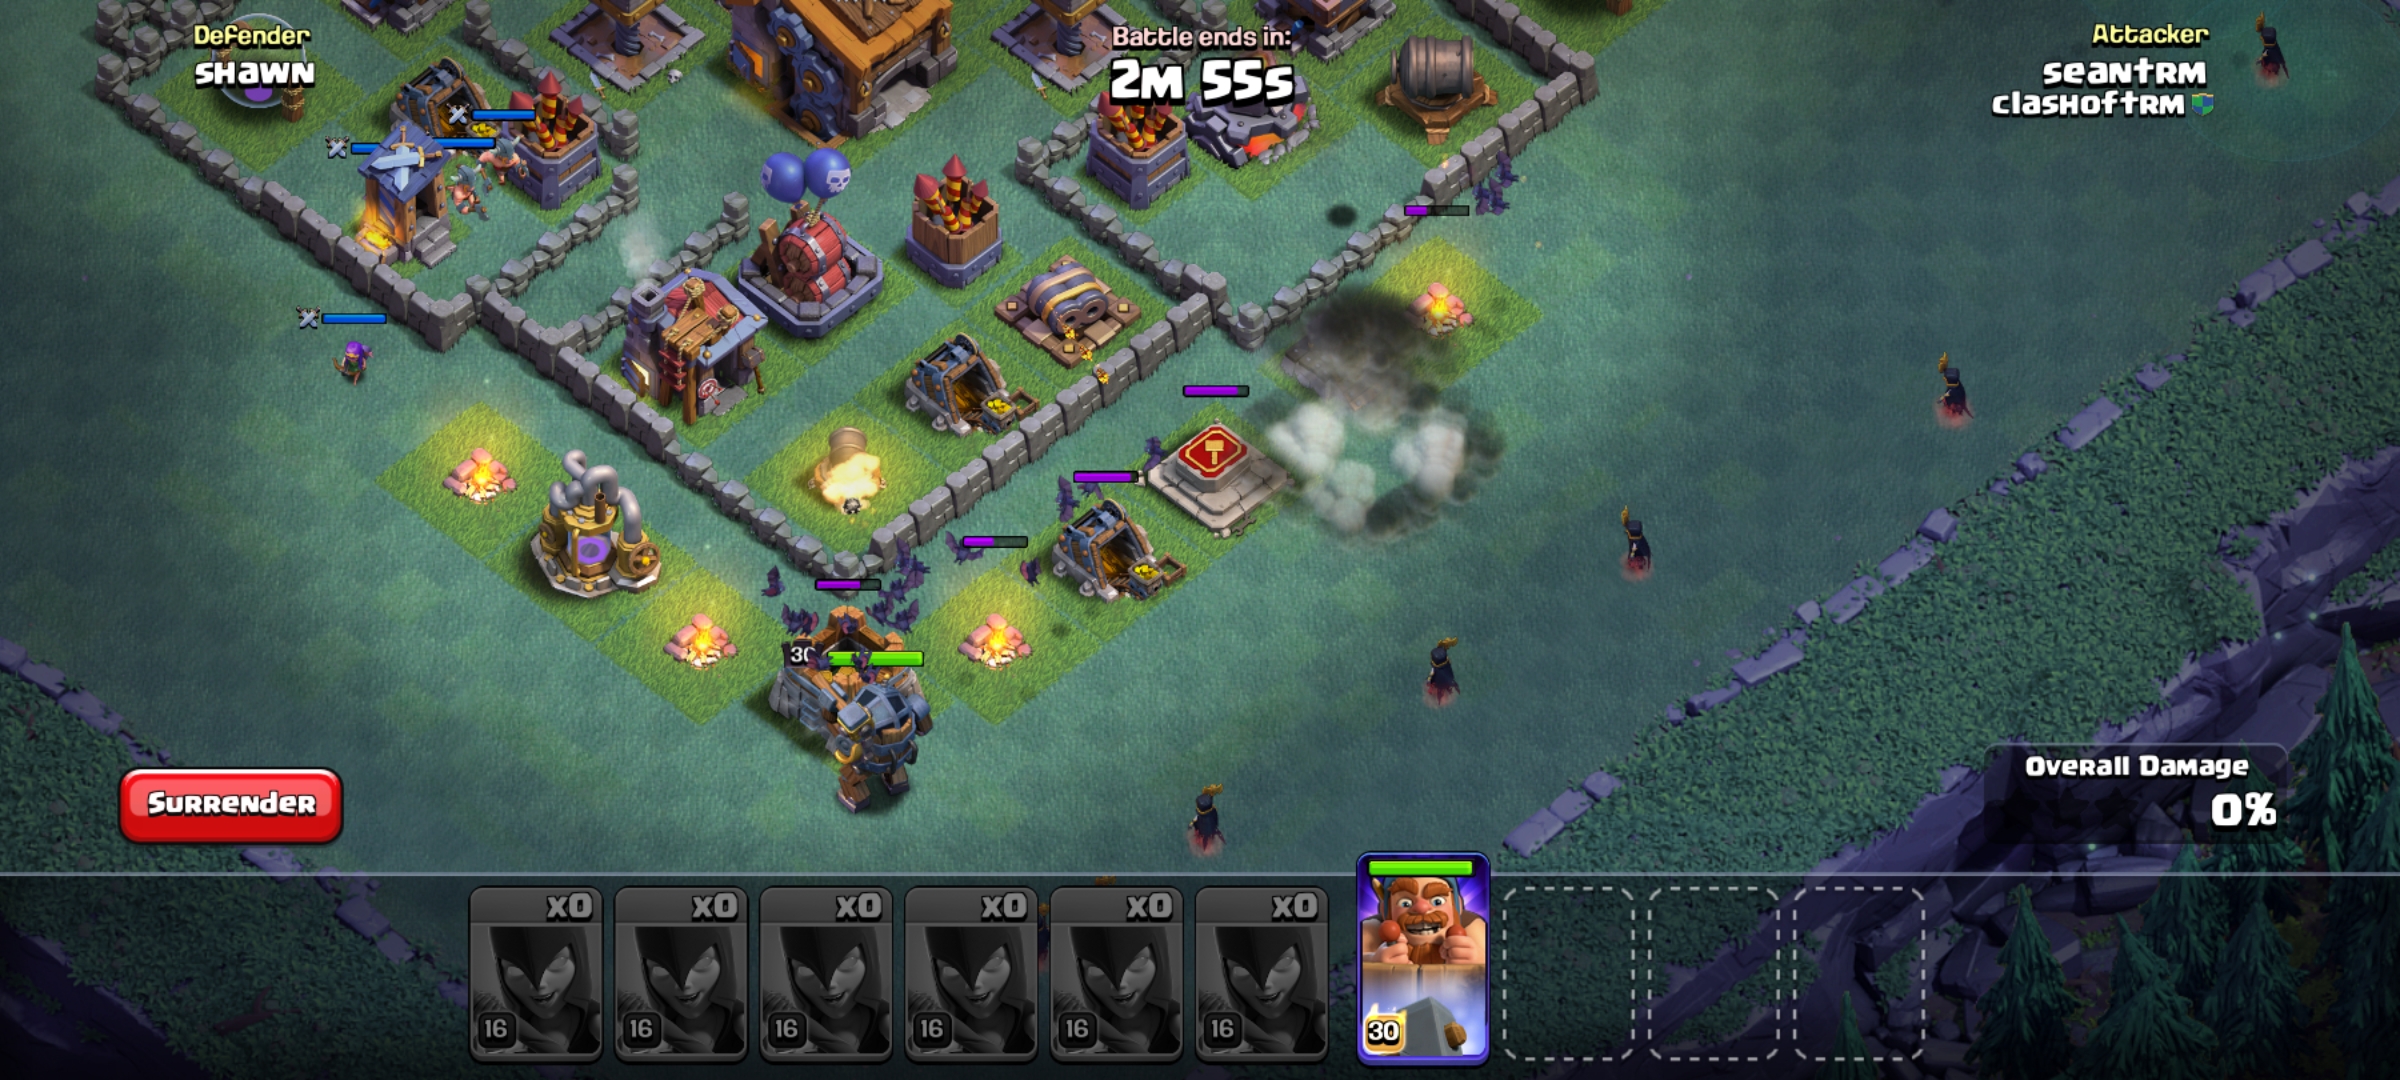 Defender
shawn
Battle ends in:
2M 55s
Attacker
seantrm
clashoftrm
30
Surrender
Overall Damage
0%
x0
x0
x0
x0
x0
x0
16
16
16
16
16
16
30